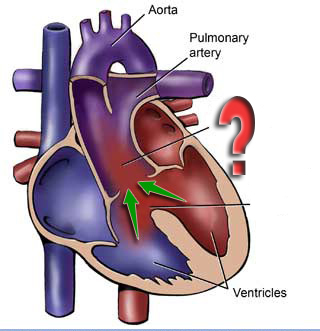 Aorta
Pulmonary
artery
?
Ventricles